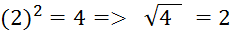 (2)² = 4 => √4 = 2